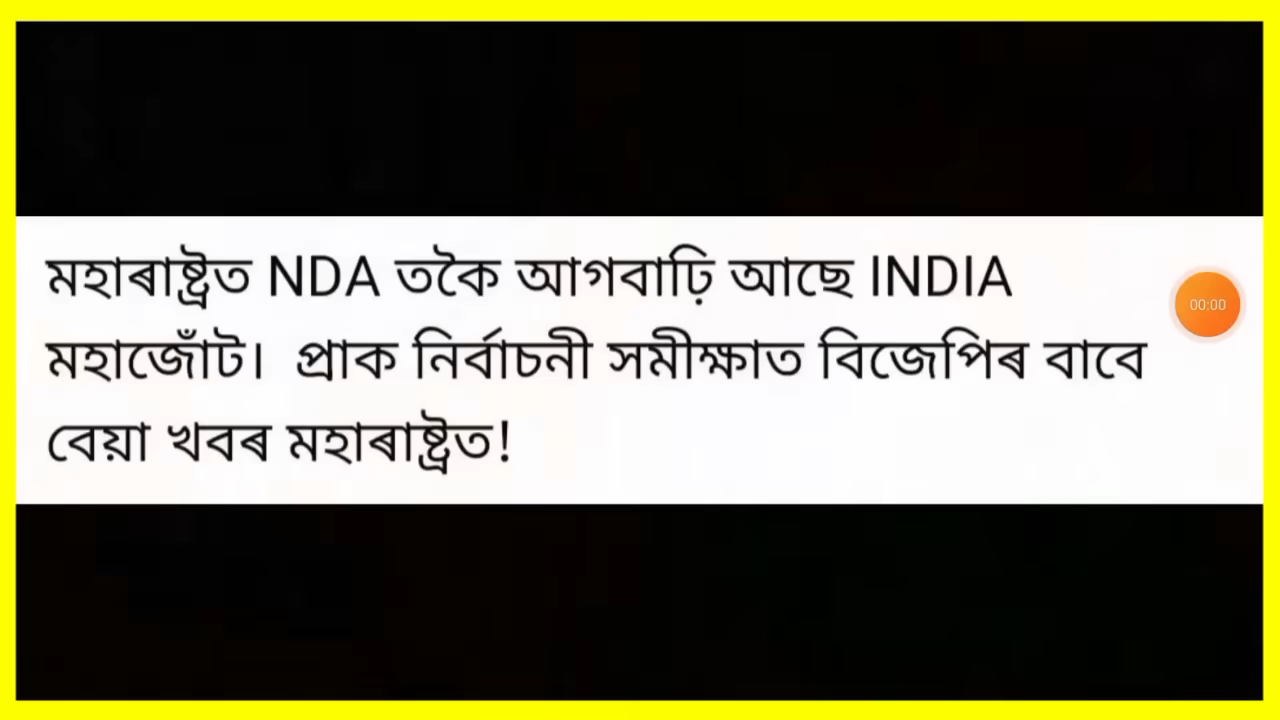 মহাৰাষ্ট্ৰত NDA তকৈ আগবাঢ়ি আছে INDIA
মহাজোঁট। প্ৰাক নিৰ্বাচনী সমীক্ষাত বিজেপিৰ বাবে
বেয়া খবৰ মহাৰাষ্ট্ৰত!
00:00